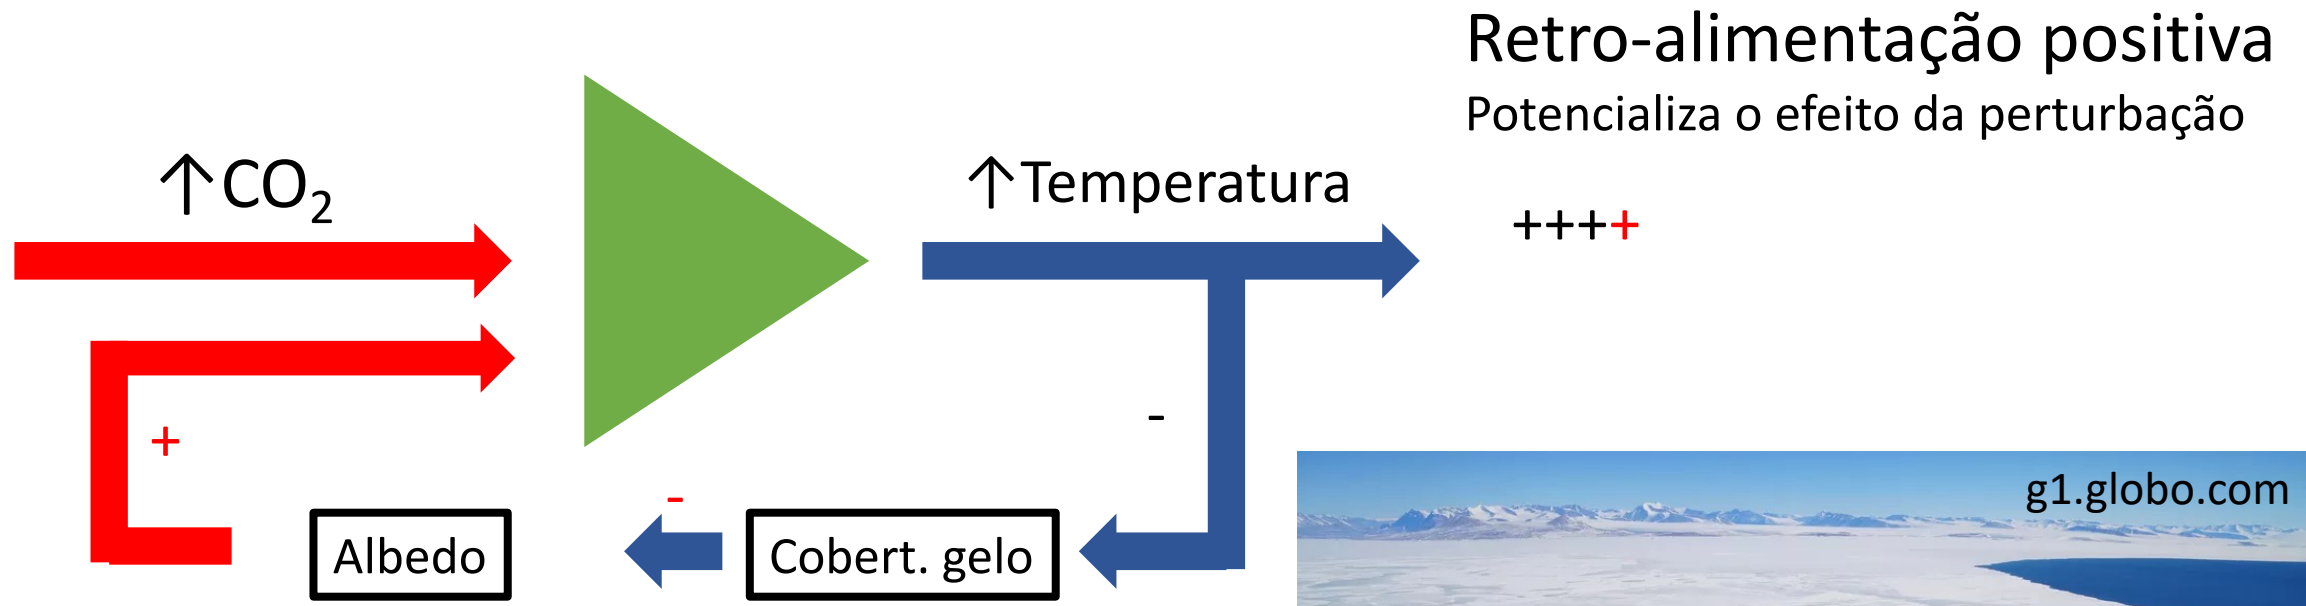 Retro-alimentação positiva
Potencializa o efeito da perturbação
↑CO₂
↑Temperatura
++++
+
-
-
Albedo
Cobert. gelo
g1.globo.com